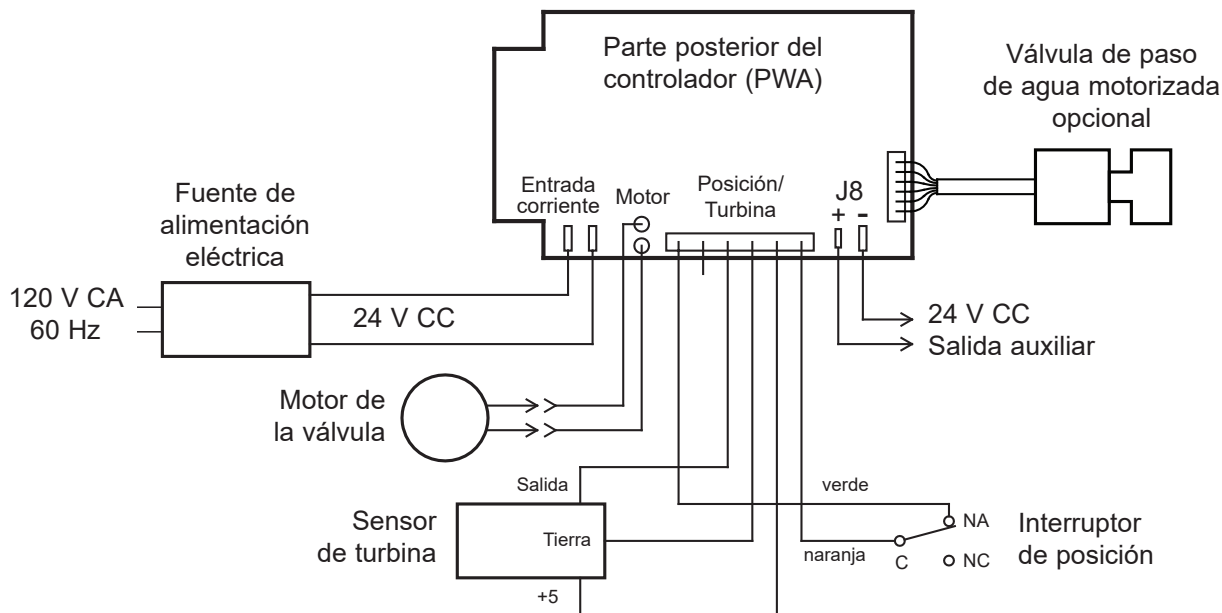 Parte posterior del
controlador (PWA)
Válvula de paso
de agua motorizada
opcional
Entrada
corriente
Motor
Posición/
Turbina
J8
+ -
Fuente de
alimentación
eléctrica
120 V CA
60 Hz
24 V CC
24 V CC
Salida auxiliar
Motor de
la válvula
Salida
verde
Sensor
de turbina
Tierra
+5
naranja
C
NA
NC
Interruptor
de posición